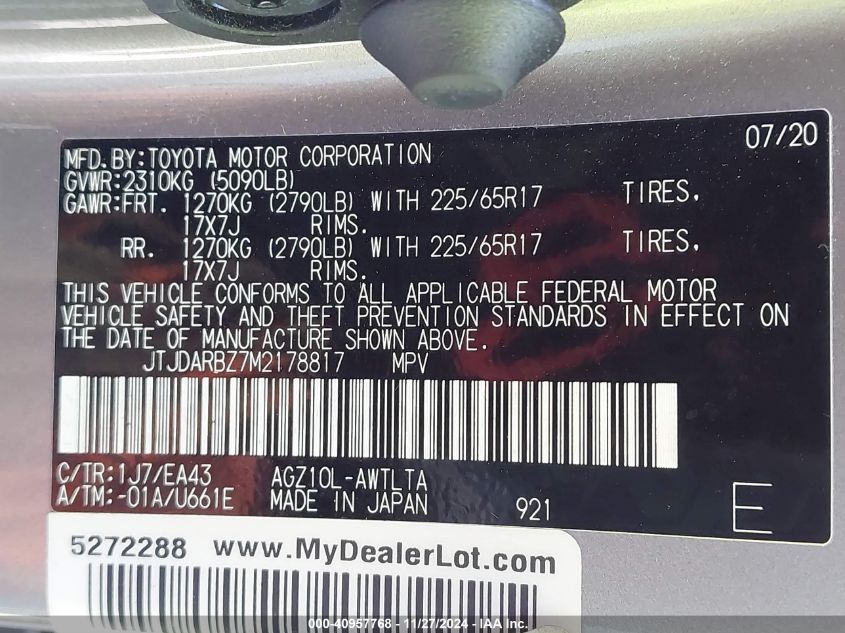 07/20
MFD.BY:TOYOTA MOTOR CORPORATION
GVWR:2310KG (5090LB)
GAWR:FRT. 1270KG (2790LB) WITH 225/65R17 TIRES,
17X7J RIMS.
RR. 1270KG (2790LB) WITH 225/65R17 TIRES,
17X7J RIMS.
THIS VEHICLE CONFORMS TO ALL APPLICABLE FEDERAL MOTOR
VEHICLE SAFETY AND THEFT PREVENTION STANDARDS IN EFFECT ON
THE DATE OF MANUFACTURE SHOWN ABOVE.
JTJDARBZ7M2178817 MPV
C/TR:1J7/EA43 AGZ10L-AWTLTA
A/TM:-01A/U661E MADE IN JAPAN 921 E
5272288 www.MyDealerLot.com
000-40957768 - 11/27/2024 - IAA Inc.